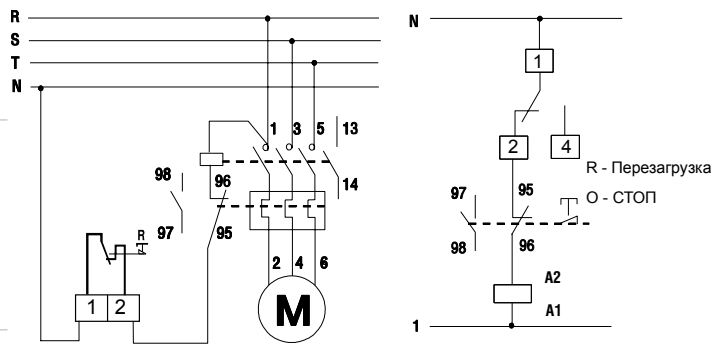 R
S
T
N
1 3 5 13
14
98
97
96
95
R
1 2
2 4 6
M
N
1
2
4
R - Перезагрузка
O - СТОП
97
98
95
96
A2
A1
1